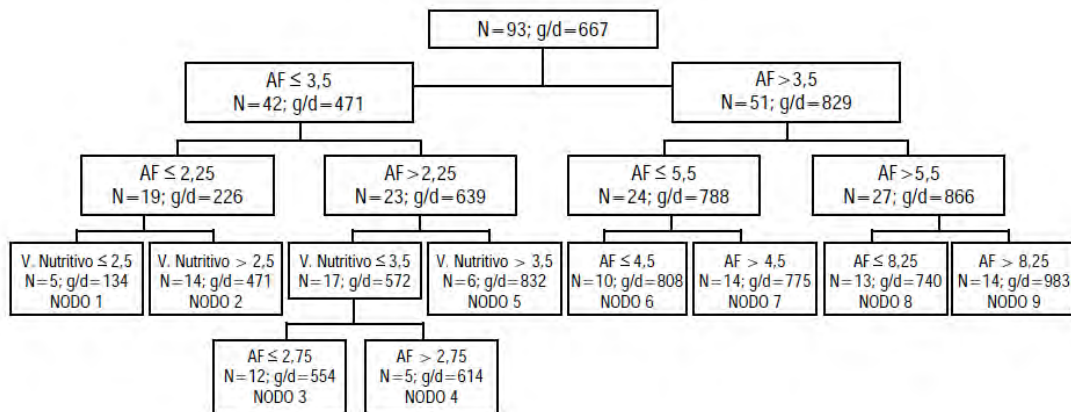 N=93; g/d=667
AF ≤ 3,5
N=42; g/d=471
AF >3,5
N=51; g/d=829
AF ≤ 2,25
N=19; g/d=226
AF >2,25
N=23; g/d=639
AF ≤ 5,5
N=24; g/d=788
AF >5,5
N=27; g/d=866
V. Nutritivo ≤ 2,5
N=5; g/d=134
NODO 1
V. Nutritivo > 2,5
N=14; g/d=471
NODO 2
V. Nutritivo ≤ 3,5
N=17; g/d=572
V. Nutritivo > 3,5
N=6; g/d=832
NODO 5
AF ≤ 4,5
N=10; g/d=808
NODO 6
AF > 4,5
N=14; g/d=775
NODO 7
AF ≤ 8,25
N=13; g/d=740
NODO 8
AF > 8,25
N=14; g/d=983
NODO 9
AF ≤ 2,75
N=12; g/d=554
NODO 3
AF > 2,75
N=5; g/d=614
NODO 4